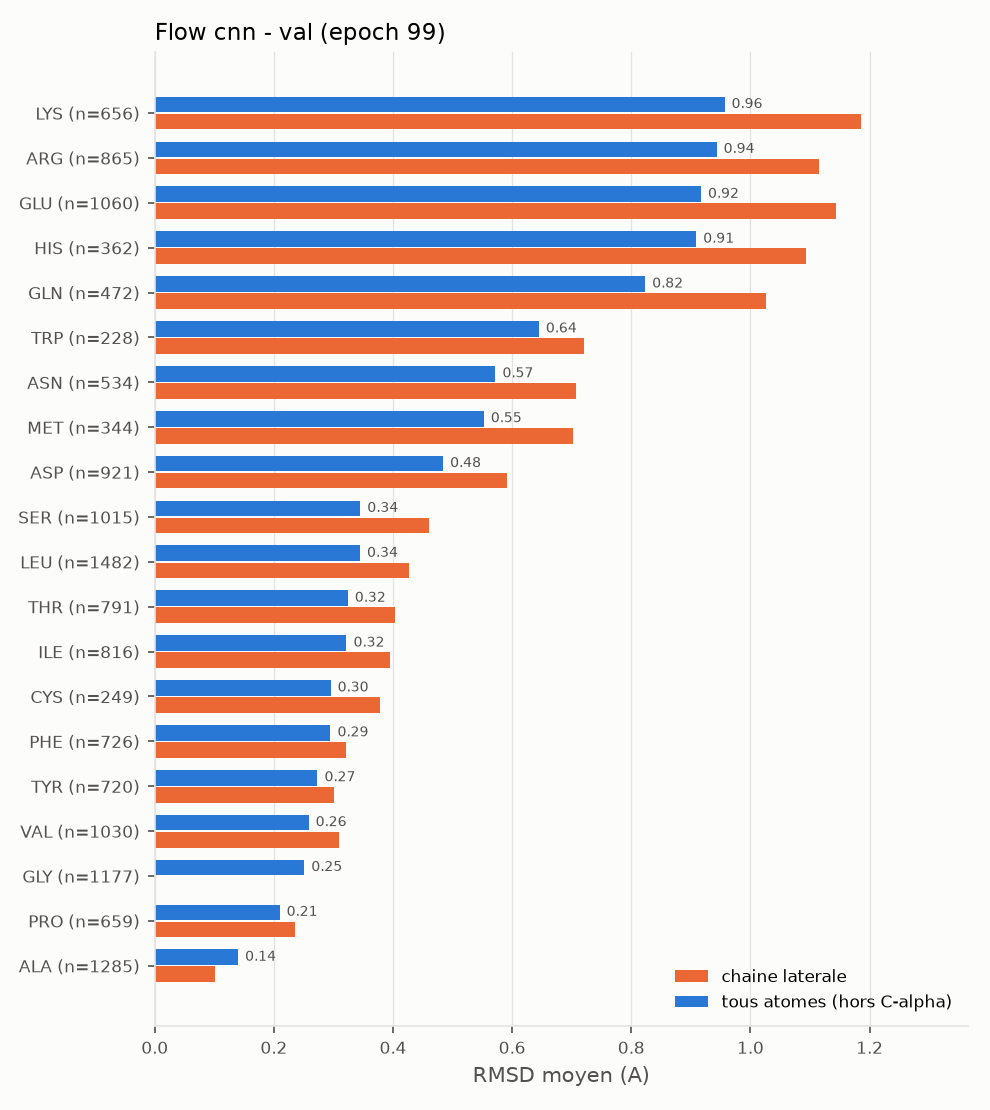 Flow cnn - val (epoch 99)
LYS (n=656)
0.96
ARG (n=865)
0.94
GLU (n=1060)
0.92
HIS (n=362)
0.91
GLN (n=472)
0.82
TRP (n=228)
0.64
ASN (n=534)
0.57
MET (n=344)
0.55
ASP (n=921)
0.48
SER (n=1015)
0.34
LEU (n=1482)
0.34
THR (n=791)
0.32
ILE (n=816)
0.32
CYS (n=249)
0.30
PHE (n=726)
0.29
TYR (n=720)
0.27
VAL (n=1030)
0.26
GLY (n=1177)
0.25
PRO (n=659)
0.21
ALA (n=1285)
0.14
chaine laterale
tous atomes (hors C-alpha)
0.0 0.2 0.4 0.6 0.8 1.0 1.2
RMSD moyen (A)